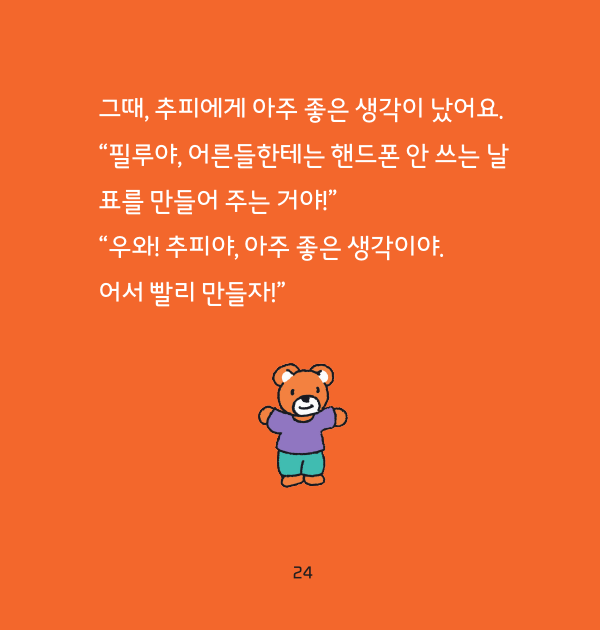 그때, 추피에게 아주 좋은 생각이 났어요.
“필루야, 어른들한테는 핸드폰 안 쓰는 날
표를 만들어 주는 거야!”
“우와! 추피야, 아주 좋은 생각이야.
어서 빨리 만들자!”
24